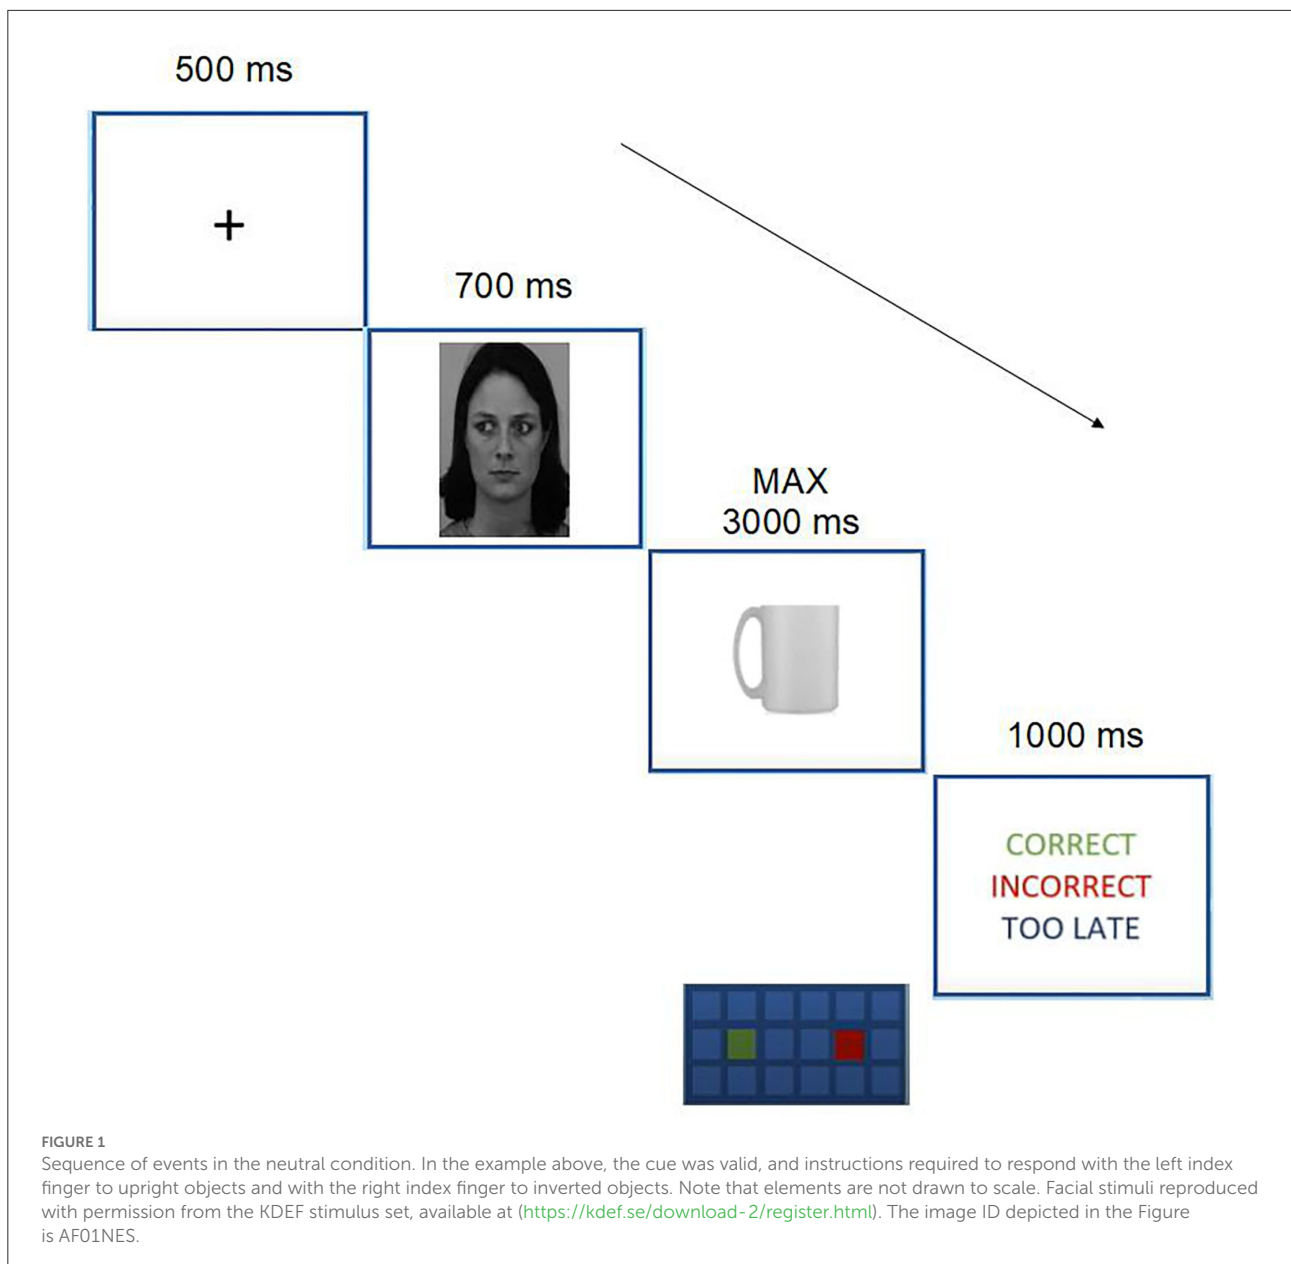 500 ms
700 ms
MAX
3000 ms
1000 ms
CORRECT
INCORRECT
TOO LATE
FIGURE 1
Sequence of events in the neutral condition. In the example above, the cue was valid, and instructions required to respond with the left index
finger to upright objects and with the right index finger to inverted objects. Note that elements are not drawn to scale. Facial stimuli reproduced
with permission from the KDEF stimulus set, available at (https://kdef.se/download-2/register.html). The image ID depicted in the Figure
is AF01NES.